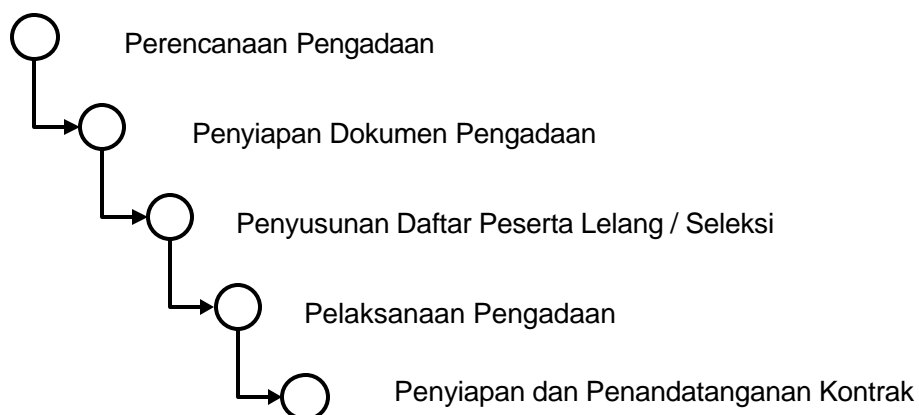 Perencanaan Pengadaan
Penyiapan Dokumen Pengadaan
Penyusunan Daftar Peserta Lelang / Seleksi
Pelaksanaan Pengadaan
Penyiapan dan Penandatanganan Kontrak